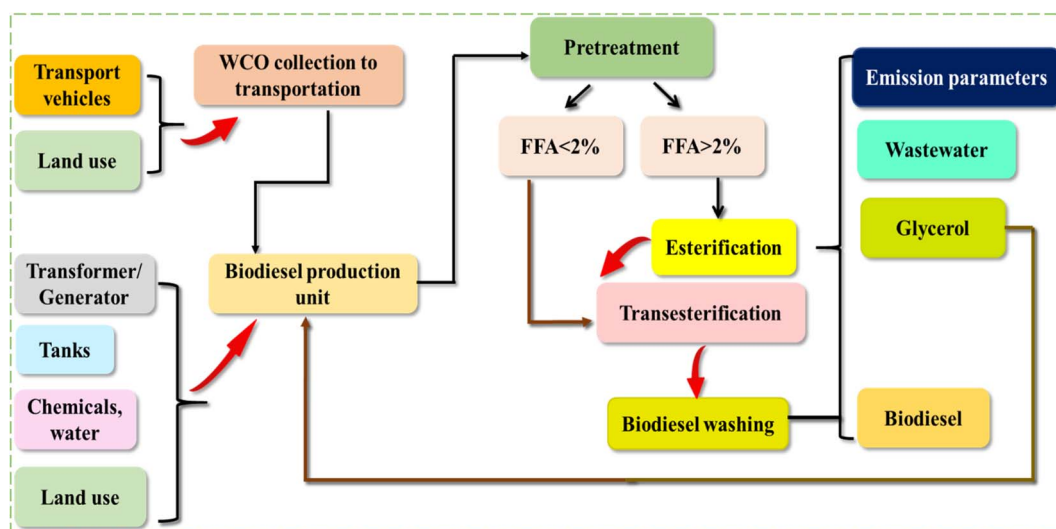 Transport
vehicles
Land use
WCO collection to
transportation
Transformer/
Generator
Tanks
Chemicals,
water
Land use
Biodiesel production
unit
Pretreatment
FFA<2%
FFA>2%
Esterification
Transesterification
Biodiesel washing
Emission parameters
Wastewater
Glycerol
Biodiesel